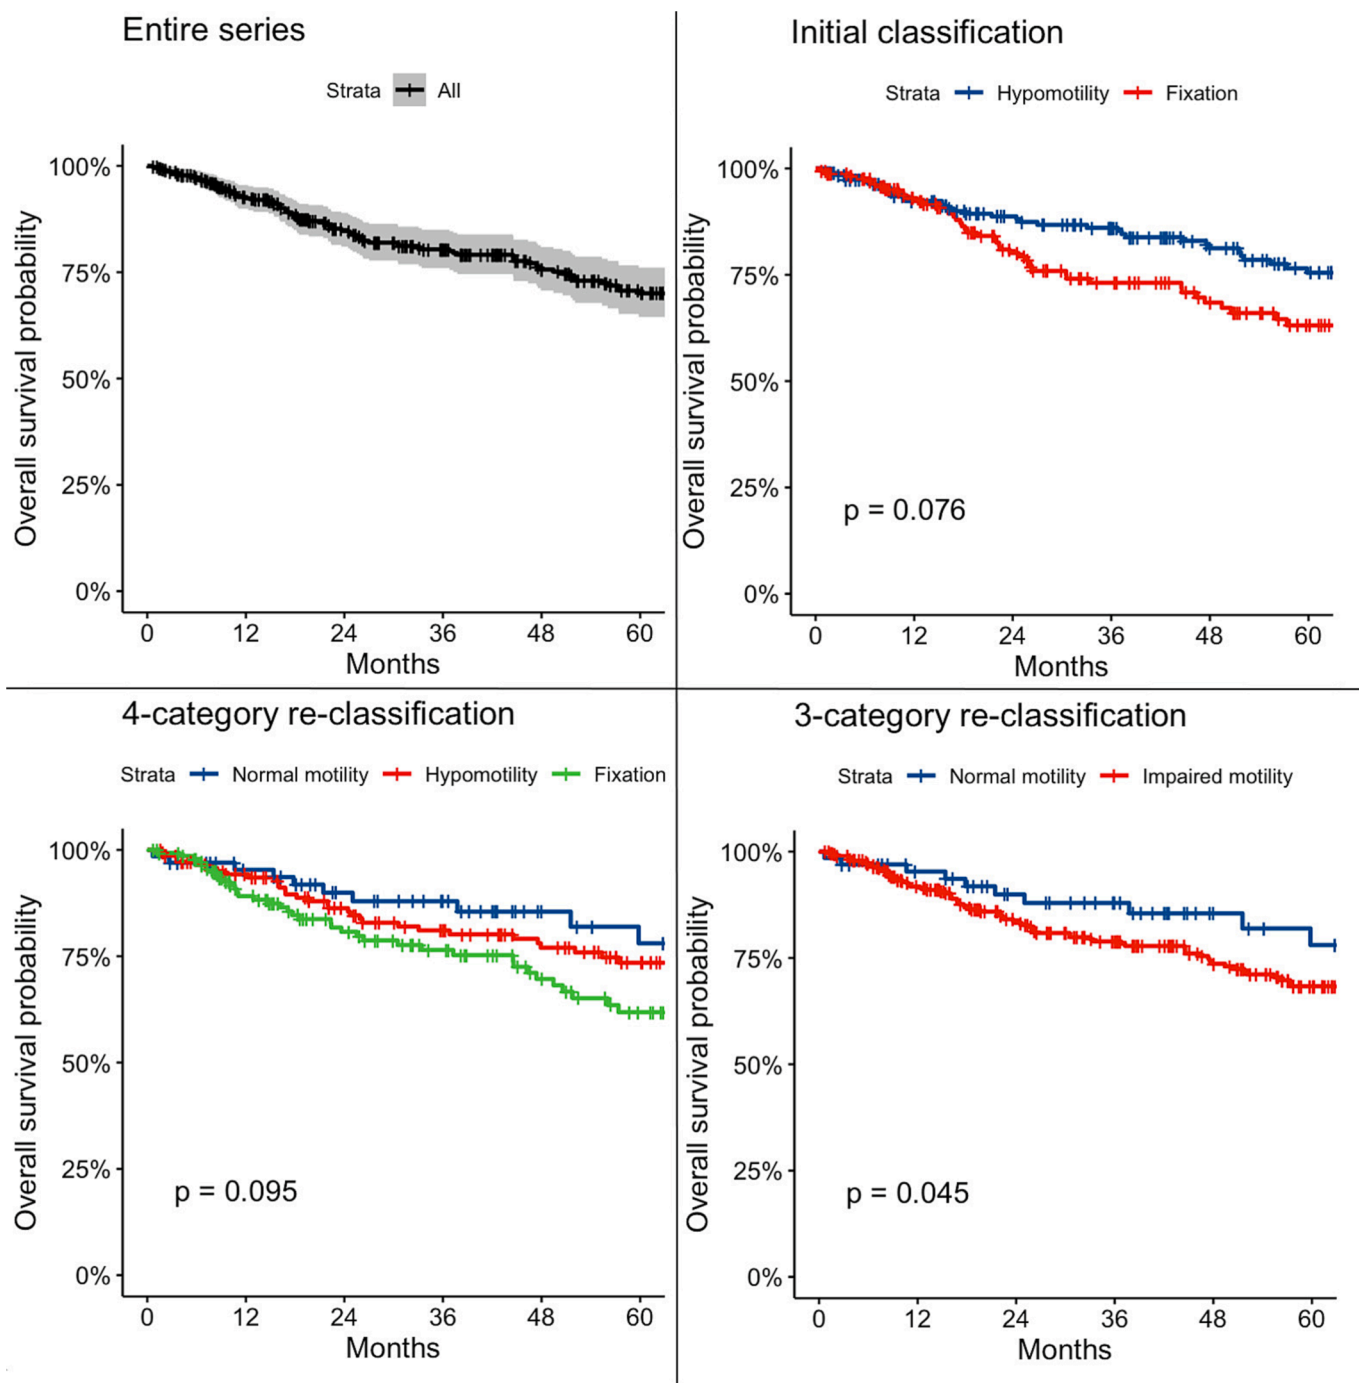 Entire series
Strata All
100%
75%
50%
25%
0%
Overall survival probability
0 12 24 36 48 60
Months
Initial classification
Strata Hypomotility Fixation
100%
75%
50%
25%
0%
Overall survival probability
p = 0.076
0 12 24 36 48 60
Months
4-category re-classification
Strata Normal motility Hypomotility Fixation
100%
75%
50%
25%
0%
Overall survival probability
p = 0.095
0 12 24 36 48 60
Months
3-category re-classification
Strata Normal motility Impaired motility
100%
75%
50%
25%
0%
Overall survival probability
p = 0.045
0 12 24 36 48 60
Months